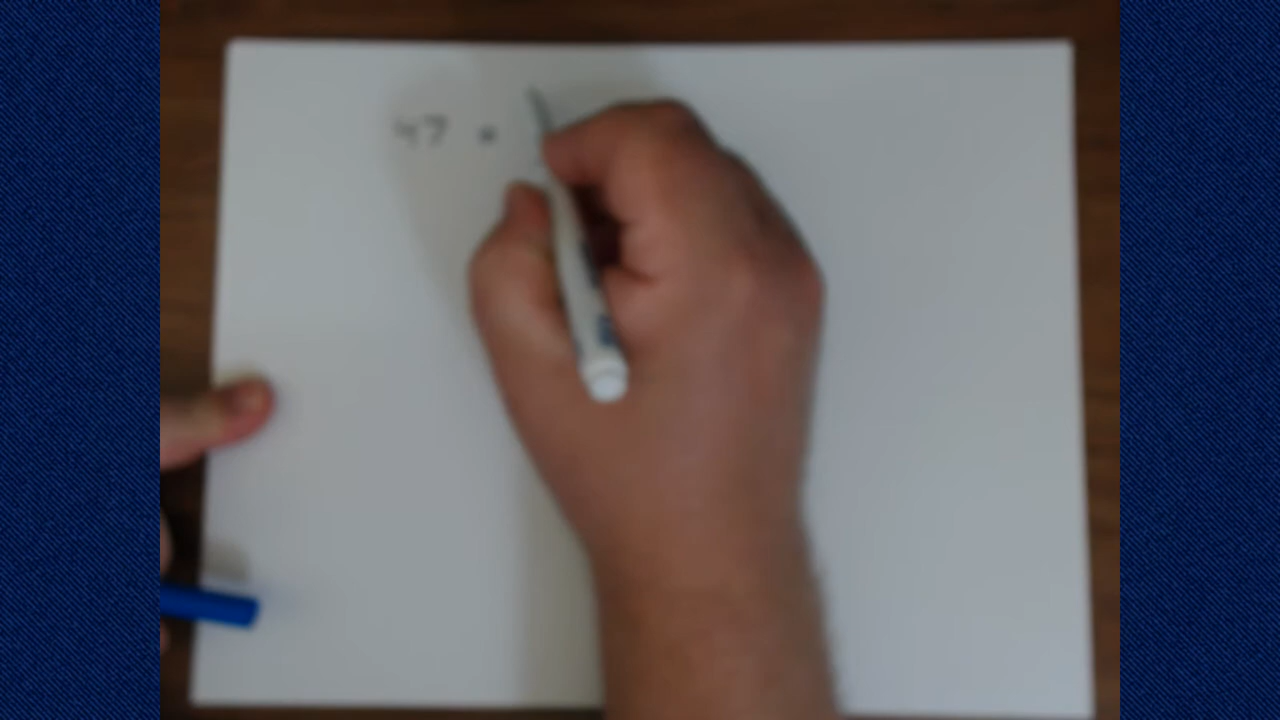 47 =